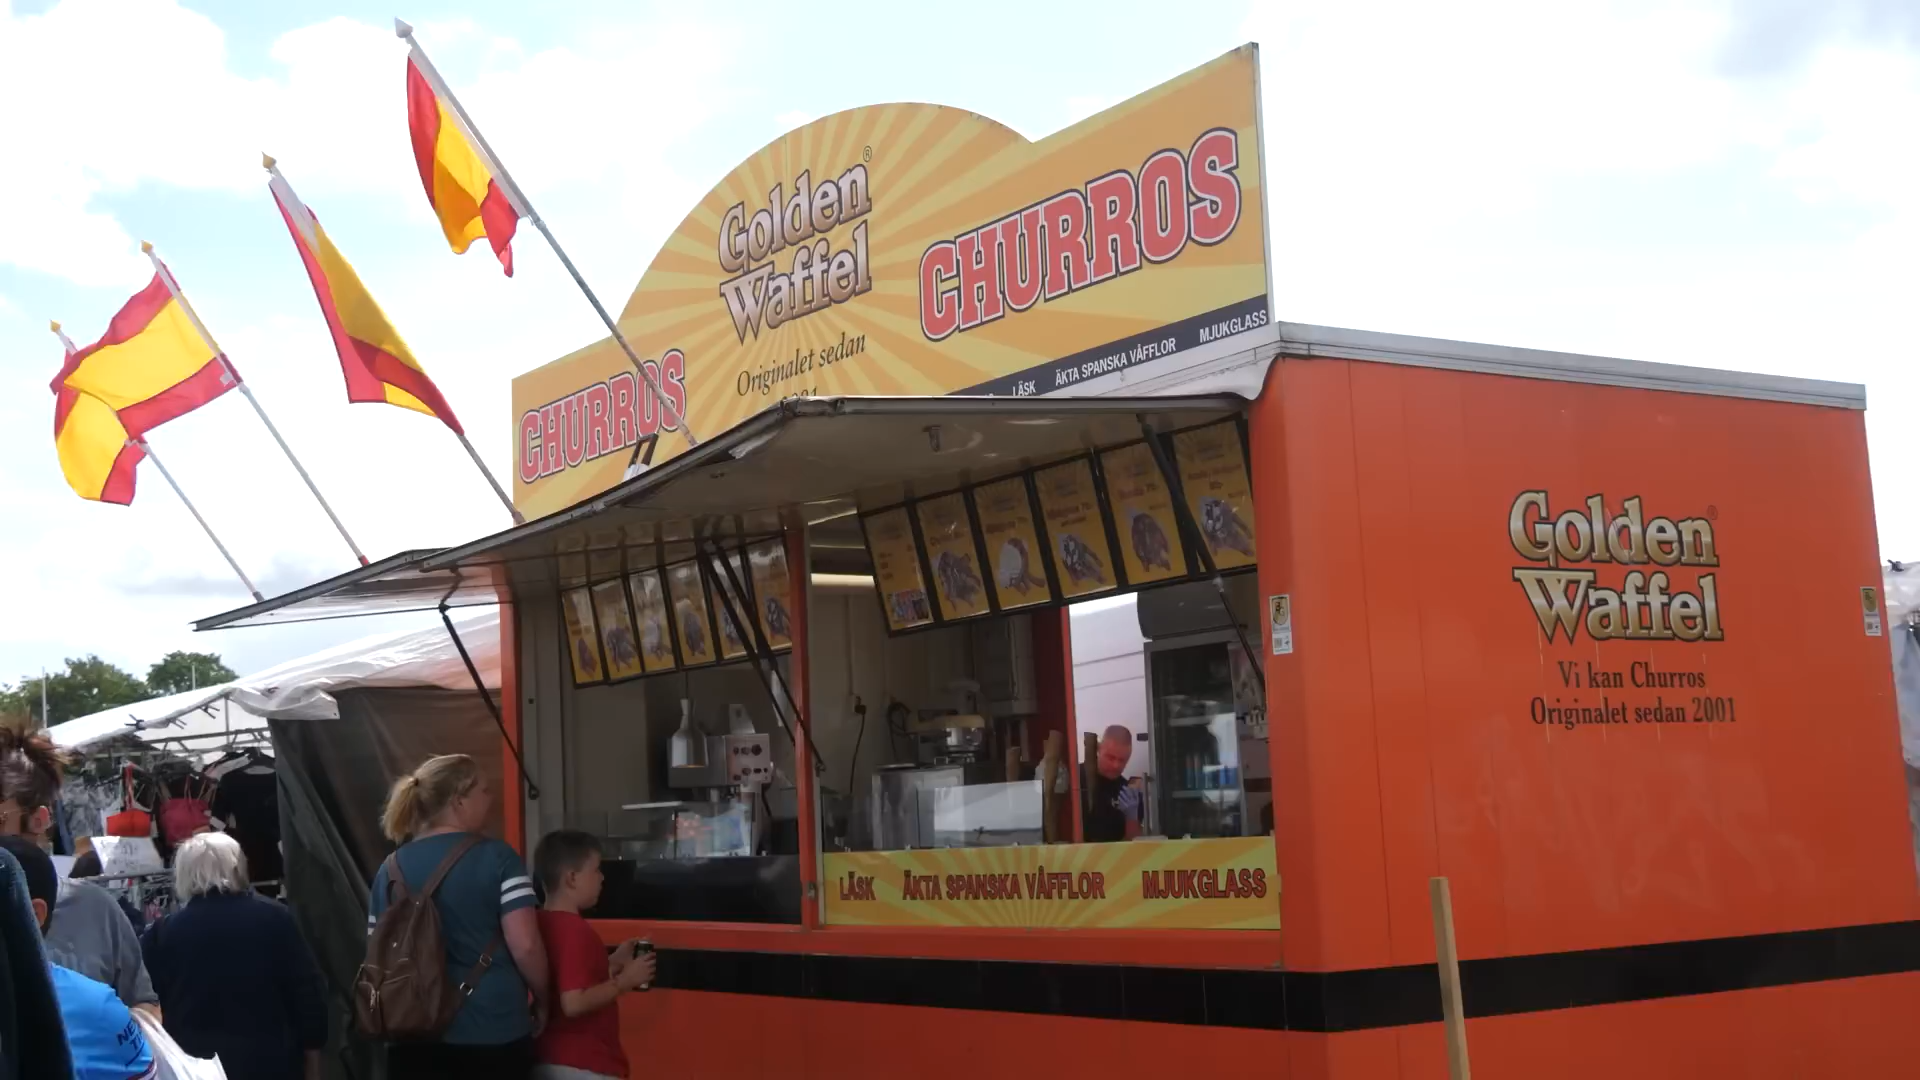 Golden
Waffel
®
Originalet sedan
CHURROS
CHURROS
LÄSK ÄKTA SPANSKA VÅFFLOR MJUKGLASS
Golden
Waffel
Vi kan Churros
Originalet sedan 2001
LÄSK ÄKTA SPANSKA VÅFFLOR MJUKGLASS